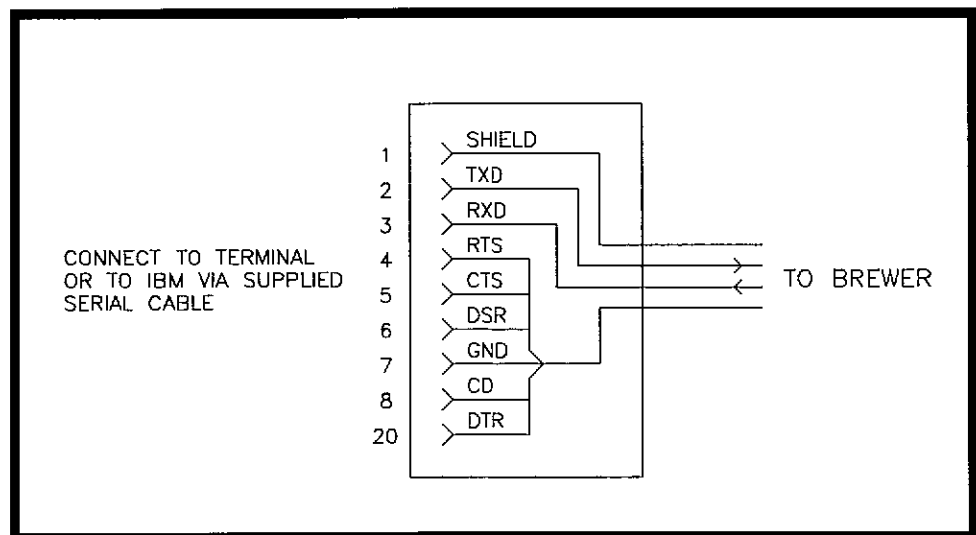 CONNECT TO TERMINAL
OR TO IBM VIA SUPPLIED
SERIAL CABLE
1 SHIELD
2 TXD
3 RXD
4 RTS
5 CTS
6 DSR
7 GND
8 CD
20 DTR
TO BREWER